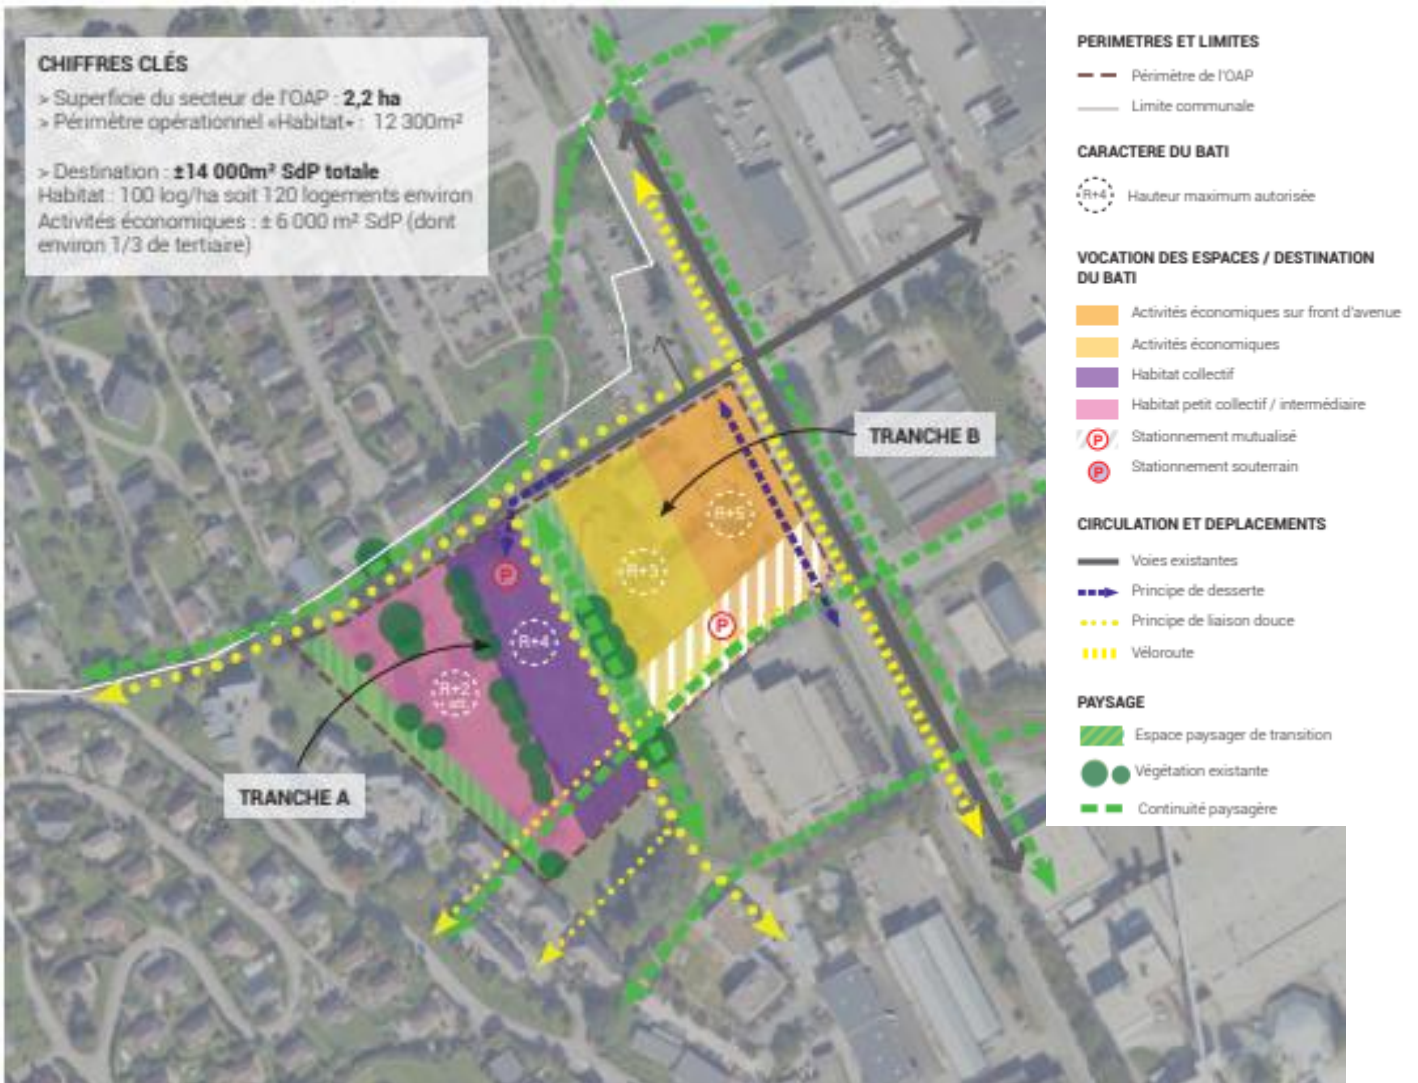 CHIFFRES CLÉS
> Superficie du secteur de l'OAP : 2,2 ha
> Périmètre opérationnel «Habitat» : 12 300m²
> Destination : ±14 000m² SdP totale
Habitat : 100 log/ha soit 120 logements environ
Activités économiques : ± 6 000 m² SdP (dont
environ 1/3 de tertiaire)
TRANCHE B
R+5
R+3
P
P
R+4
R+2
TRANCHE A
PERIMETRES ET LIMITES
Périmètre de l'OAP
Limite communale
CARACTERE DU BATI
R+4
Hauteur maximum autorisée
VOCATION DES ESPACES / DESTINATION
DU BATI
Activités économiques sur front d'avenue
Activités économiques
Habitat collectif
Habitat petit collectif / intermédiaire
P
Stationnement mutualisé
P
Stationnement souterrain
CIRCULATION ET DEPLACEMENTS
Voies existantes
Principe de desserte
Principe de liaison douce
Véloroute
PAYSAGE
Espace paysager de transition
Végétation existante
Continuité paysagère